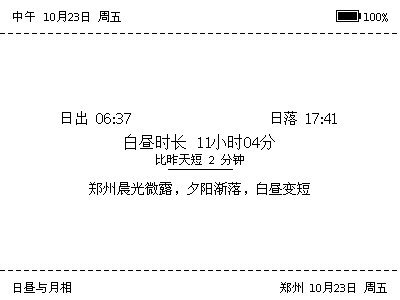 中午 10月23日 周五 100%
日出 06:37 日落 17:41
白昼时长 11小时04分
比昨天短 2 分钟
郑州晨光微露，夕阳渐落，白昼变短
日昼与月相 郑州 10月23日 周五